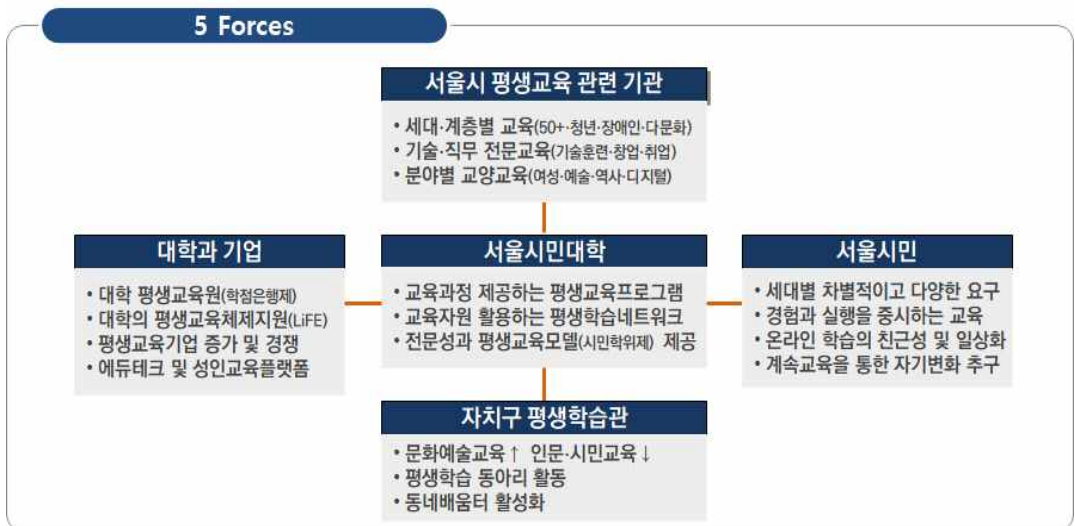 5 Forces
서울시 평생교육 관련 기관
• 세대·계층별 교육(50+·청년·장애인·다문화)
• 기술·직무 전문교육(기술훈련·창업·취업)
• 분야별 교양교육(여성·예술·역사·디지털)
대학과 기업
• 대학 평생교육원(학점은행제)
• 대학의 평생교육체제지원(LiFE)
• 평생교육기업 증가 및 경쟁
• 에듀테크 및 성인교육플랫폼
서울시민대학
• 교육과정 제공하는 평생교육프로그램
• 교육자원 활용하는 평생학습네트워크
• 전문성과 평생교육모델(시민학위제) 제공
서울시민
• 세대별 차별적이고 다양한 요구
• 경험과 실행을 중시하는 교육
• 온라인 학습의 친근성 및 일상화
• 계속교육을 통한 자기변화 추구
자치구 평생학습관
• 문화예술교육↑ 인문·시민교육↓
• 평생학습 동아리 활동
• 동네배움터 활성화